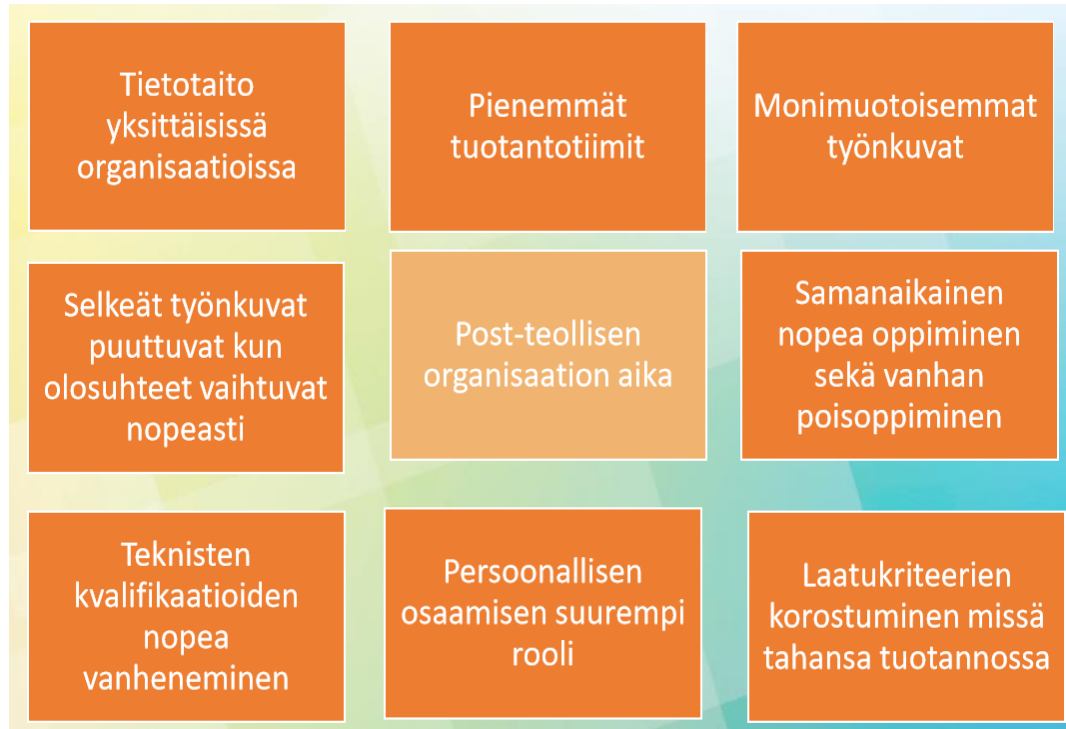 Tietotaito
yksittäisissä
organisaatioissa
Pienemmät
tuotantotiimit
Monimuotoisemmat
työnkuvat
Selkeät työnkuvat
puuttuvat kun
olosuhteet vaihtuvat
nopeasti
Post-teollisen
organisaation aika
Samanaikainen
nopea oppiminen
sekä vanhan
poisoppiminen
Teknisten
kvalifikaatioiden
nopea
vanheneminen
Persoonallisen
osaamisen suurempi
rooli
Laatukriteerien
korostuminen missä
tahansa tuotannossa